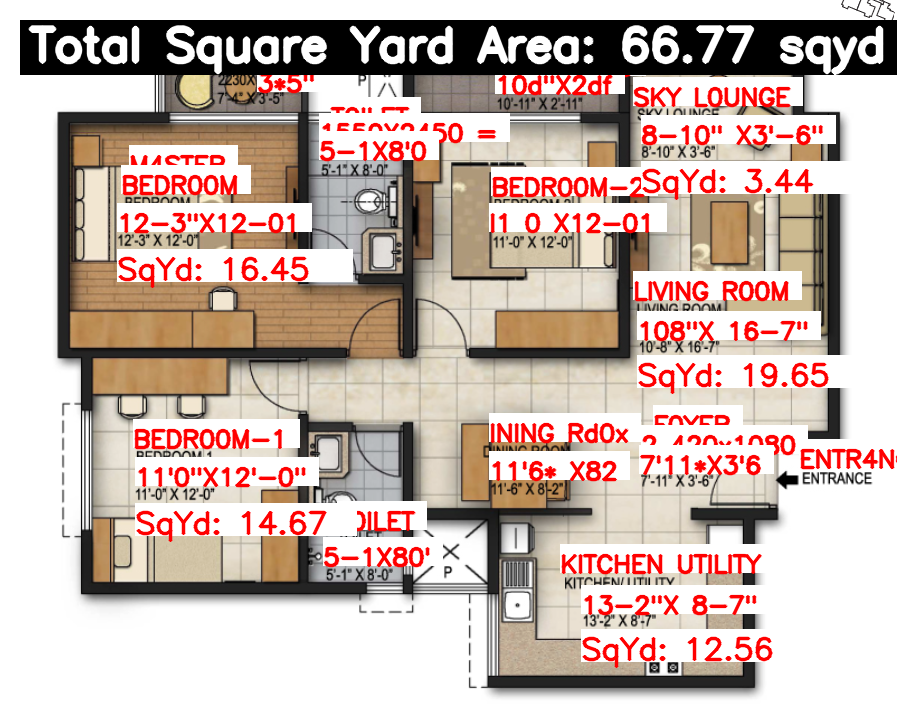 Total Square Yard Area: 66.77 sqyd
3*5"
7'-4" X 3'-5"
P
10d"X2df
10'-11" X 2'-11"
SKY LOUNGE
8-10" X3'-6"
8'-10" X 3'-6"
SqYd: 3.44
TOILET
1550X2450 =
5-1X8'0
5'-1" X 8'-0"
M4STER
BEDROOM
12-3"X12-01
12'-3" X 12'-0"
SqYd: 16.45
BEDROOM-2
I1 0 X12-01
11'-0" X 12'-0"
LIVING ROOM
LIVING ROOM
108"X 16-7"
10'-8" X 16'-7"
SqYd: 19.65
BEDROOM-1
BEDROOM-1
11'0"X12'-0"
11'-0" X 12'-0"
SqYd: 14.67
OILET
5-1X80'
5'-1" X 8'-0"
P
INING Rd0x
11'6* X82
11'-6" X 8'-2"
FOYER
2 420x1080
7'11*X3'6
7'-11" X 3'-6"
ENTR4N
ENTRANCE
KITCHEN UTILITY
KITCHEN/UTILITY
13-2"X 8-7"
13'-2" X 8'-7"
SqYd: 12.56